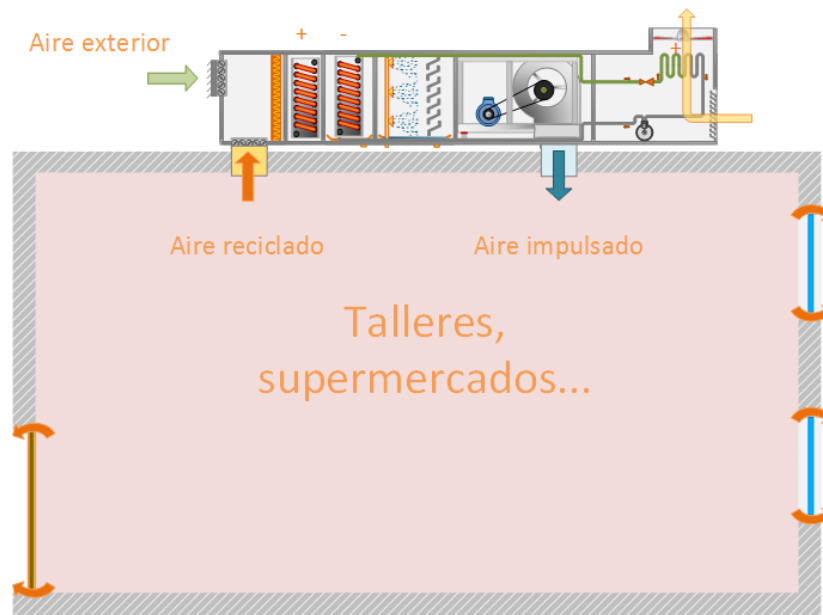 Aire exterior
+ -
+
Aire reciclado
Aire impulsado
Talleres,
supermercados...